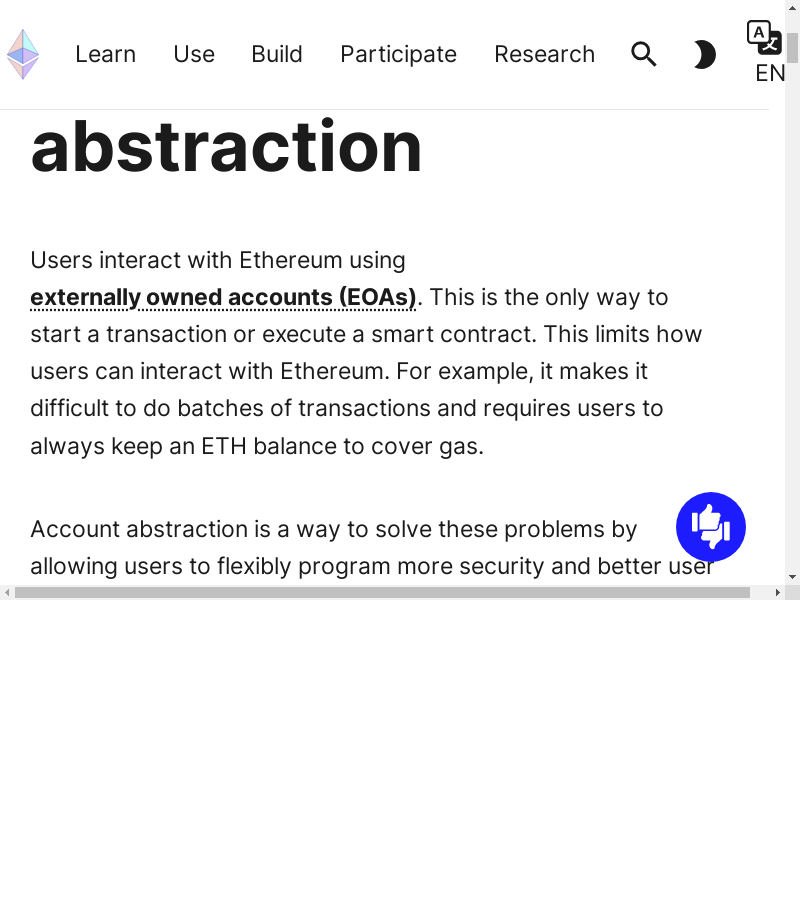 Learn Use Build Participate Research
A
EN
abstraction
Users interact with Ethereum using
externally owned accounts (EOAs). This is the only way to
start a transaction or execute a smart contract. This limits how
users can interact with Ethereum. For example, it makes it
difficult to do batches of transactions and requires users to
always keep an ETH balance to cover gas.
Account abstraction is a way to solve these problems by
allowing users to flexibly program more security and better user